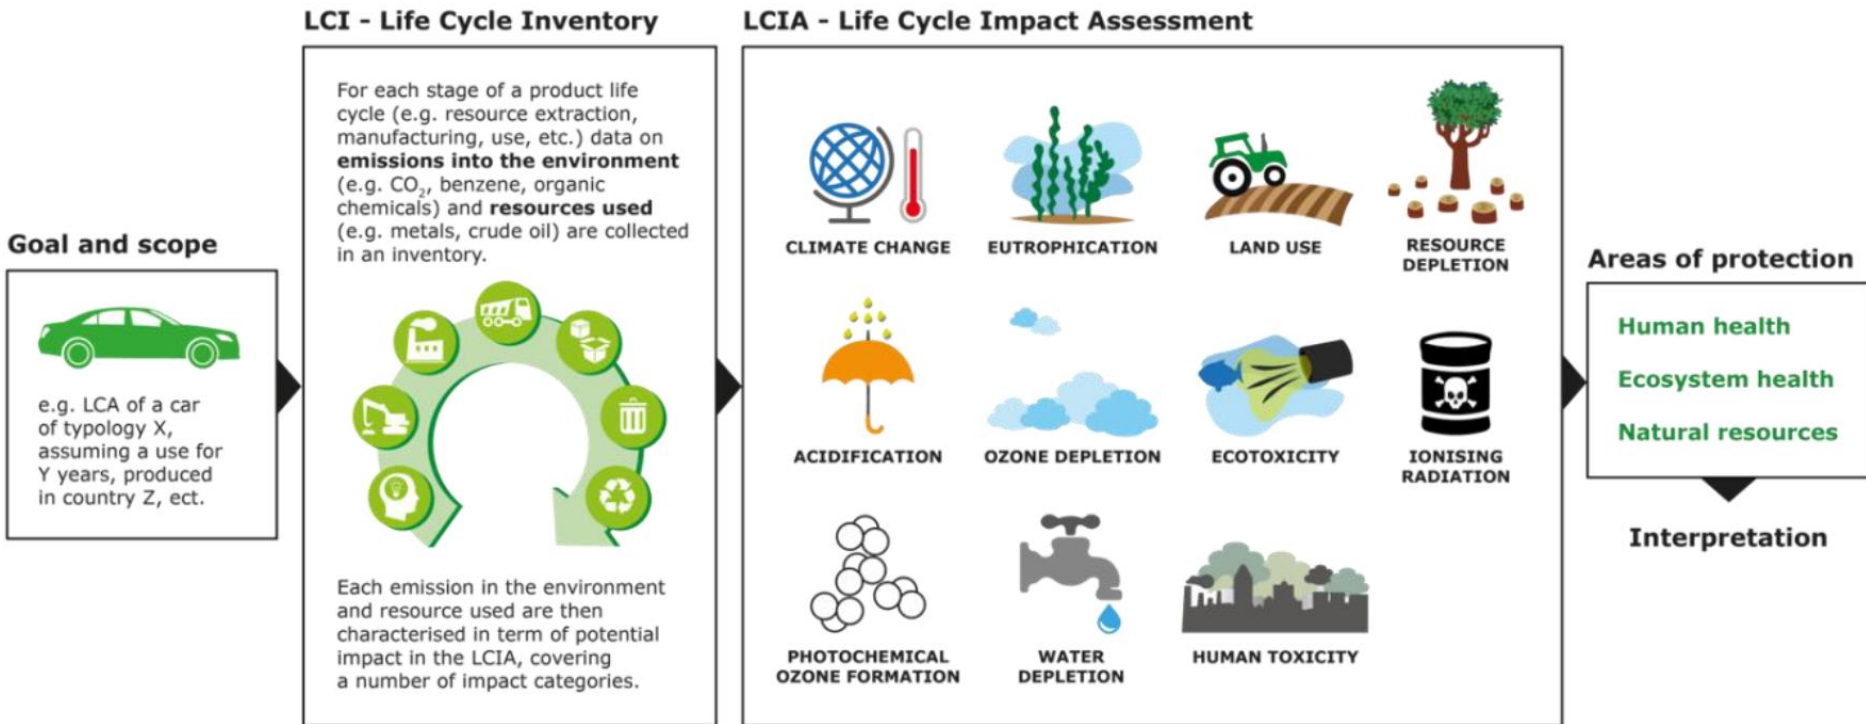 Goal and scope
e.g. LCA of a car
of typology X,
assuming a use for
Y years, produced
in country Z, ect.
LCI - Life Cycle Inventory
For each stage of a product life
cycle (e.g. resource extraction,
manufacturing, use, etc.) data on
emissions into the environment
(e.g. CO₂, benzene, organic
chemicals) and resources used
(e.g. metals, crude oil) are collected
in an inventory.
Each emission in the environment
and resource used are then
characterised in term of potential
impact in the LCIA, covering
a number of impact categories.
LCIA - Life Cycle Impact Assessment
CLIMATE CHANGE
EUTROPHICATION
LAND USE
RESOURCE
DEPLETION
ACIDIFICATION
OZONE DEPLETION
ECOTOXICITY
IONISING
RADIATION
PHOTOCHEMICAL
OZONE FORMATION
WATER
DEPLETION
HUMAN TOXICITY
Areas of protection
Human health
Ecosystem health
Natural resources
Interpretation